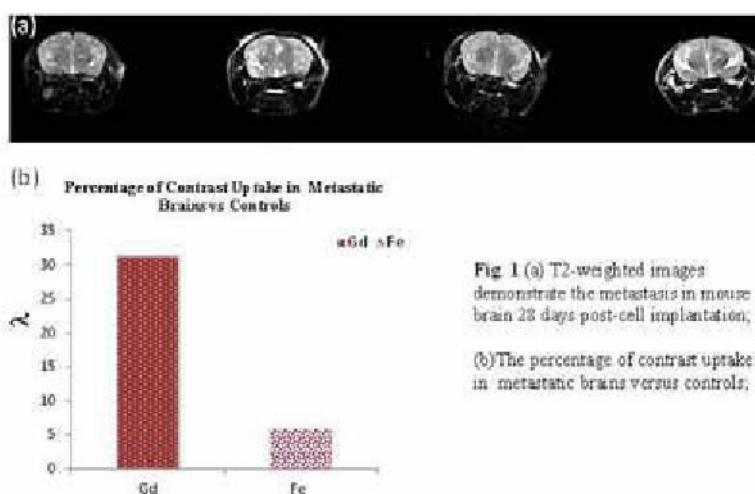 (a)
(b)
Percentage of Contrast Uptake in Metastatic
Brains vs Controls
Gd Fe
35
30
25
20
15
10
5
0
λ
Gd
Fe
Fig. 1 (a) T2-weighted images
demonstrate the metastasis in mouse
brain 28 days post-cell implantation;
(b)The percentage of contrast uptake
in metastatic brains versus controls;